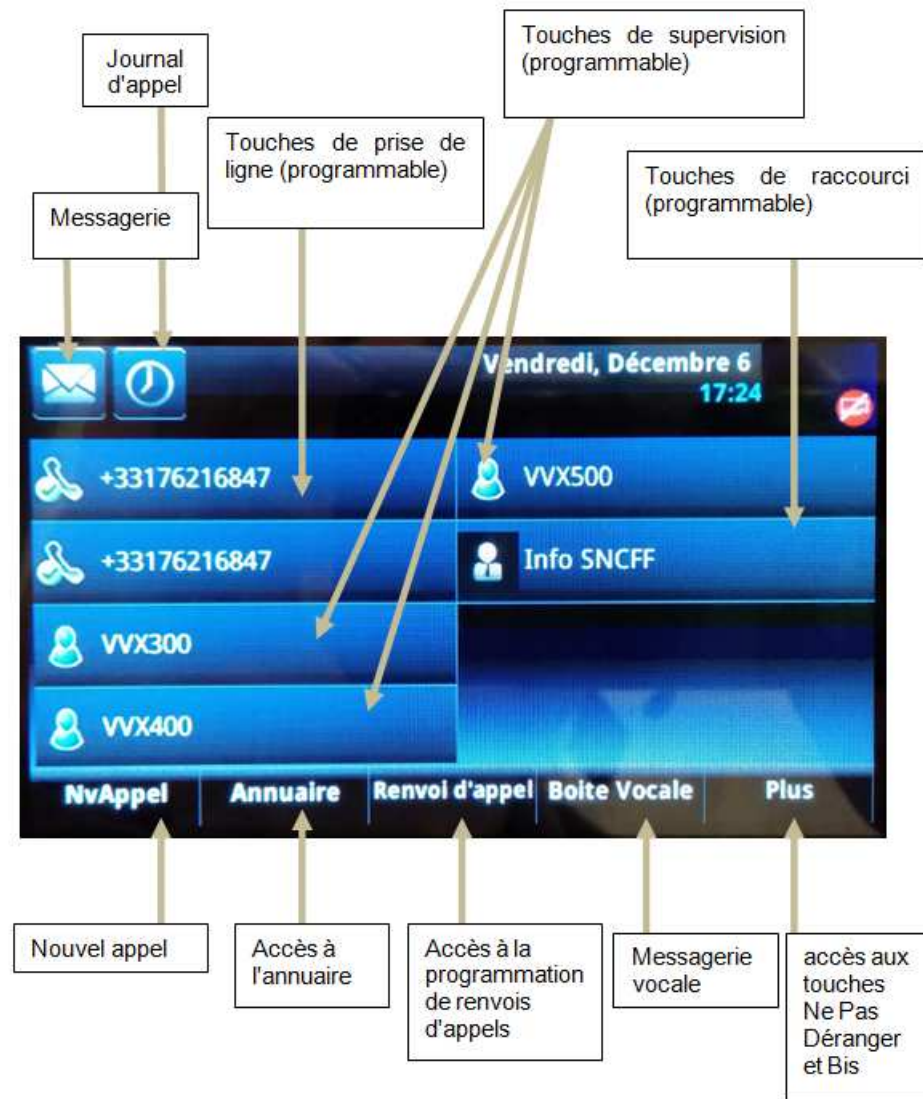 Touches de supervision
(programmable)
Journal
d'appel
Touches de prise de
ligne (programmable)
Touches de raccourci
(programmable)
Messagerie
Vendredi, Décembre 6
17:24
+33176216847
VVX500
+33176216847
Info SNCFF
VVX300
VVX400
NvAppel
Annuaire
Renvoi d'appel
Boite Vocale
Plus
Nouvel appel
Accès à
l'annuaire
Accès à la
programmation
de renvois
d'appels
Messagerie
vocale
accès aux
touches
Ne Pas
Déranger
et Bis